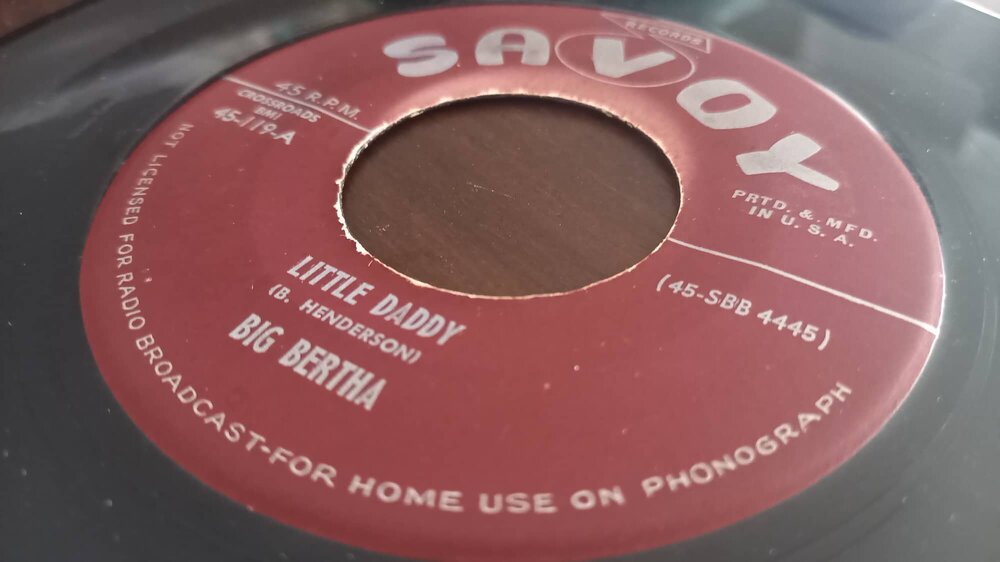 SAVOY
RECORDS
45 R.P.M.
CROSSROADS
BMI
45-119-A
PRTD. & MFD.
IN U. S. A.
(45-SBB 4445)
LITTLE DADDY
(B. HENDERSON)
BIG BERTHA
NOT LICENSED FOR RADIO BROADCAST-FOR HOME USE ON PHONOGRAPH